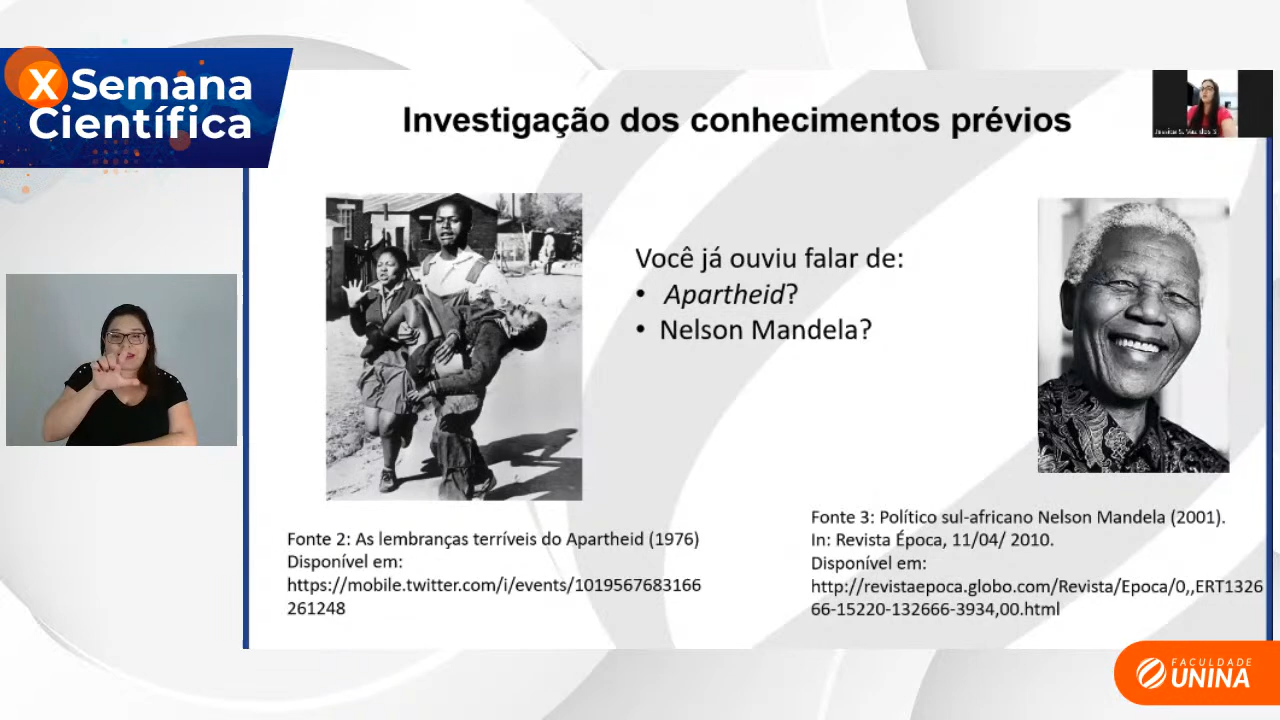 X Semana
Científica
Investigação dos conhecimentos prévios
Você já ouviu falar de:
• Apartheid?
• Nelson Mandela?
Fonte 2: As lembranças terríveis do Apartheid (1976)
Disponível em:
https://mobile.twitter.com/i/events/1019567683166
261248
Fonte 3: Político sul-africano Nelson Mandela (2001).
In: Revista Época, 11/04/ 2010.
Disponível em:
http://revistaepoca.globo.com/Revista/Epoca/0,,ERT1326
66-15220-132666-3934,00.html
FACULDADE
UNINA